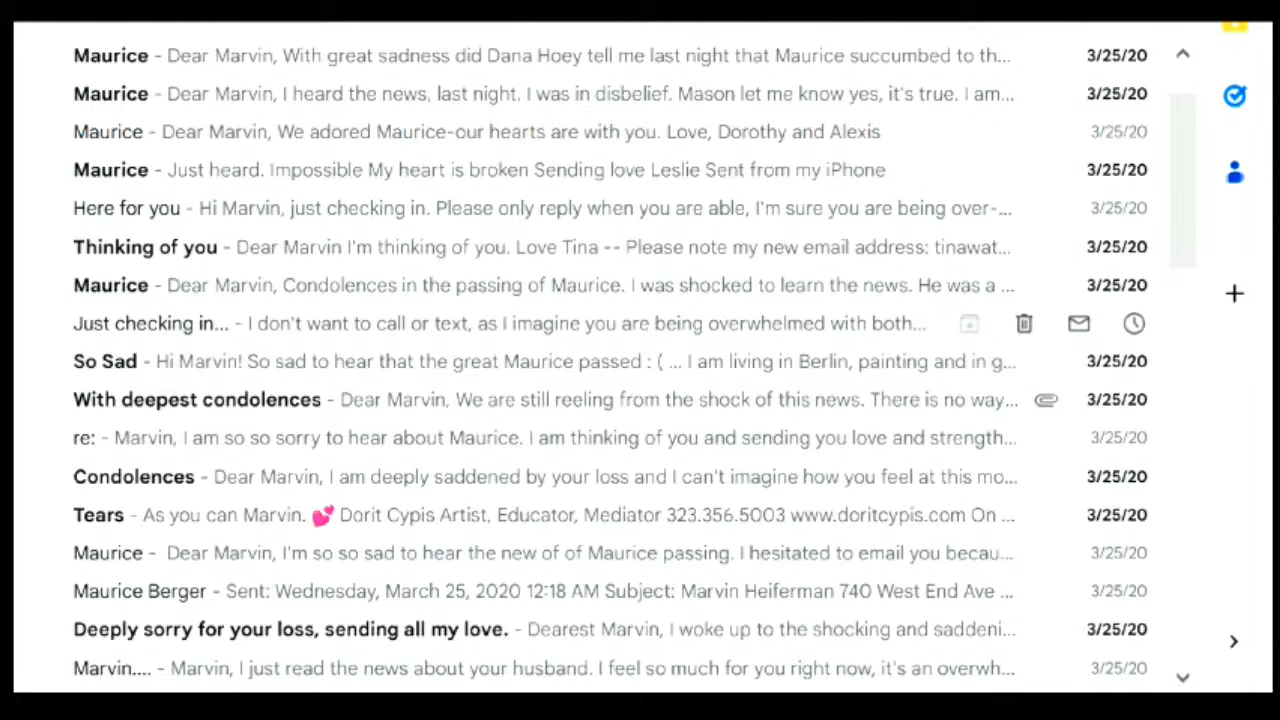 Maurice - Dear Marvin, With great sadness did Dana Hoey tell me last night that Maurice succumbed to th... 3/25/20
Maurice - Dear Marvin, I heard the news, last night. I was in disbelief. Mason let me know yes, it's true. I am... 3/25/20
Maurice - Dear Marvin, We adored Maurice-our hearts are with you. Love, Dorothy and Alexis 3/25/20
Maurice - Just heard. Impossible My heart is broken Sending love Leslie Sent from my iPhone 3/25/20
Here for you - Hi Marvin, just checking in. Please only reply when you are able, I'm sure you are being over-... 3/25/20
Thinking of you - Dear Marvin I'm thinking of you. Love Tina -- Please note my new email address: tinawat... 3/25/20
Maurice - Dear Marvin, Condolences in the passing of Maurice. I was shocked to learn the news. He was a ... 3/25/20
Just checking in... - I don't want to call or text, as I imagine you are being overwhelmed with both...
So Sad - Hi Marvin! So sad to hear that the great Maurice passed : ( ... I am living in Berlin, painting and in g... 3/25/20
With deepest condolences - Dear Marvin, We are still reeling from the shock of this news. There is no way... 3/25/20
re: - Marvin, I am so so sorry to hear about Maurice. I am thinking of you and sending you love and strength... 3/25/20
Condolences - Dear Marvin, I am deeply saddened by your loss and I can't imagine how you feel at this mo... 3/25/20
Tears - As you can Marvin. 💕 Dorit Cypis Artist, Educator, Mediator 323.356.5003 www.doritcypis.com On ... 3/25/20
Maurice - Dear Marvin, I'm so so sad to hear the new of of Maurice passing. I hesitated to email you becau... 3/25/20
Maurice Berger - Sent: Wednesday, March 25, 2020 12:18 AM Subject: Marvin Heiferman 740 West End Ave ... 3/25/20
Deeply sorry for your loss, sending all my love. - Dearest Marvin, I woke up to the shocking and saddeni... 3/25/20
Marvin.... - Marvin, I just read the news about your husband. I feel so much for you right now, it's an overwh... 3/25/20